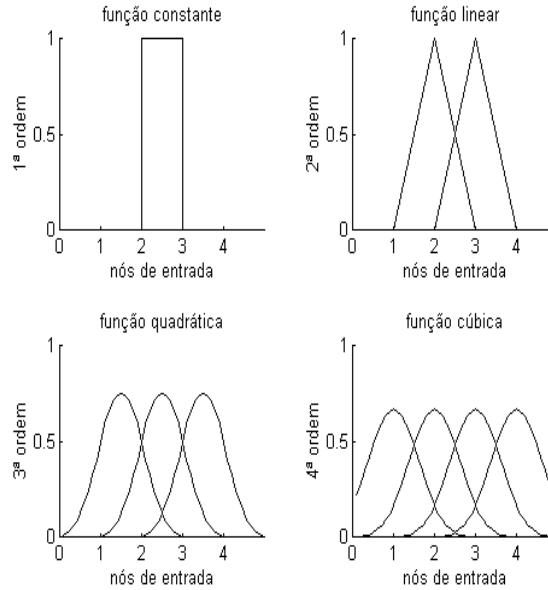 função constante
1
0.5
0
1ª ordem
0 1 2 3 4
nós de entrada
função linear
1
0.5
0
2ª ordem
0 1 2 3 4
nós de entrada
função quadrática
1
0.5
0
3ª ordem
0 1 2 3 4
nós de entrada
função cúbica
1
0.5
0
4ª ordem
1 2 3 4
nós de entrada